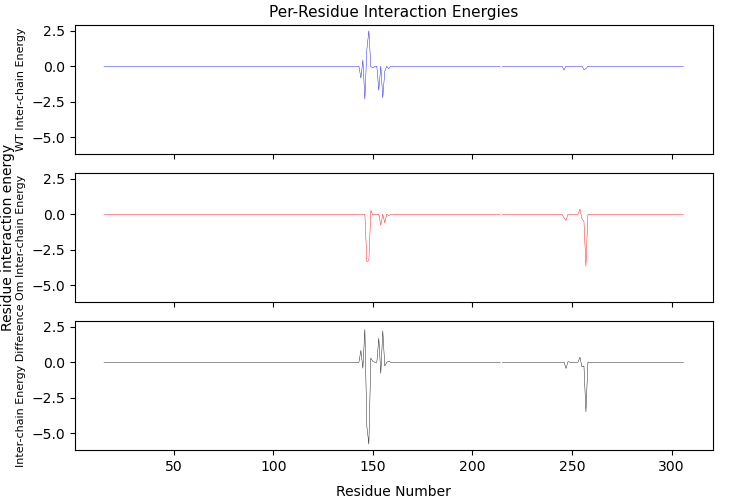 Per-Residue Interaction Energies
WT Inter-chain Energy
2.5
0.0
−2.5
−5.0
Residue interaction energy
Om Inter-chain Energy
2.5
0.0
−2.5
−5.0
Inter-chain Energy Difference
2.5
0.0
−2.5
−5.0
50 100 150 200 250 300
Residue Number